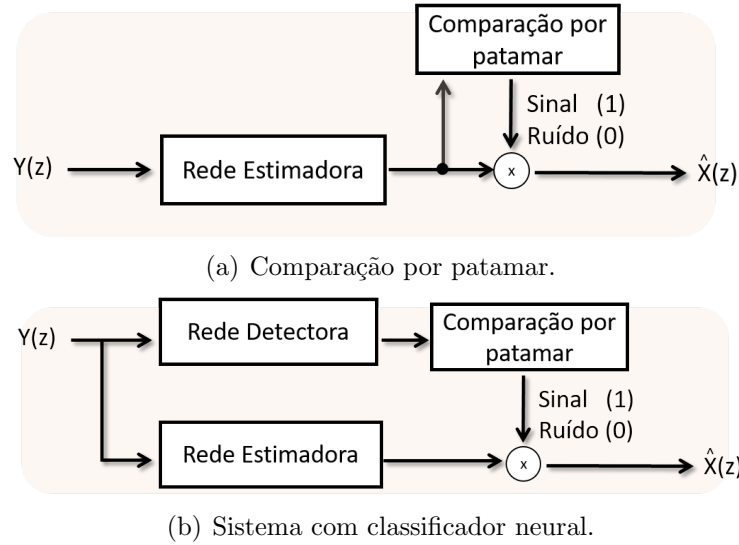 Comparação por
patamar
Sinal (1)
Ruído (0)
Y(z)
Rede Estimadora
x
X̂(z)
(a) Comparação por patamar.
Y(z)
Rede Detectora
Comparação por
patamar
Sinal (1)
Ruído (0)
Rede Estimadora
x
X̂(z)
(b) Sistema com classificador neural.